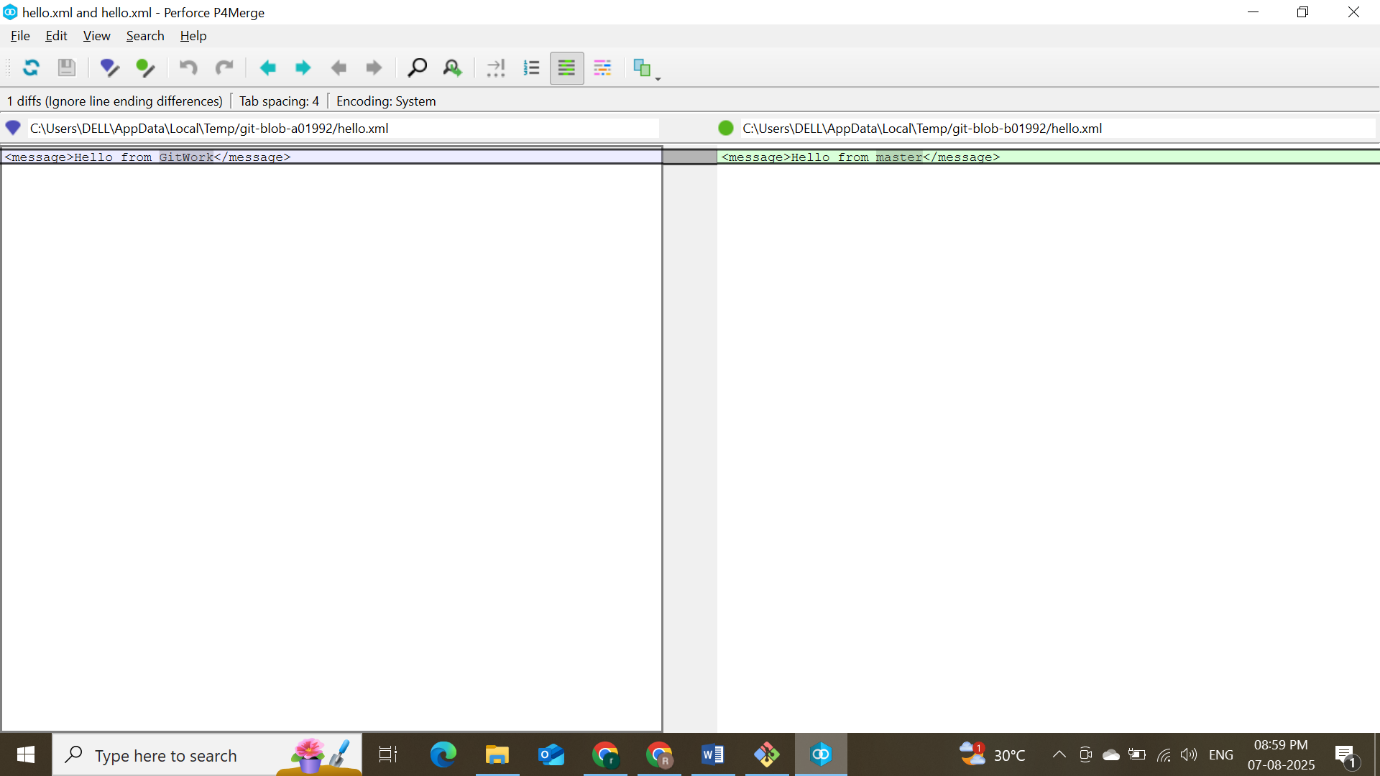 hello.xml and hello.xml - Perforce P4Merge
File Edit View Search Help
1 diffs (Ignore line ending differences) Tab spacing: 4 Encoding: System
C:\Users\DELL\AppData\Local\Temp/git-blob-a01992/hello.xml
C:\Users\DELL\AppData\Local\Temp/git-blob-b01992/hello.xml
<message>Hello from GitWork</message>
<message>Hello from master</message>
Type here to search
1
30°C
ENG
08:59 PM
07-08-2025
1